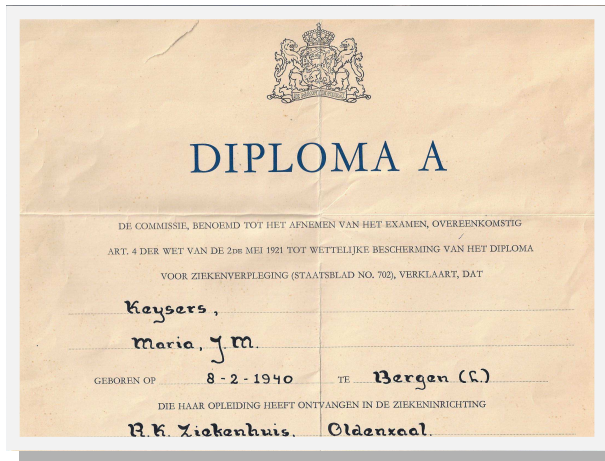 DIPLOMA A
DE COMMISSIE, BENOEMD TOT HET AFNEMEN VAN HET EXAMEN, OVEREENKOMSTIG
ART. 4 DER WET VAN DE 2DE MEI 1921 TOT WETTELIJKE BESCHERMING VAN HET DIPLOMA
VOOR ZIEKENVERPLEGING (STAATSBLAD NO. 702), VERKLAART, DAT
Keysers,
Maria, J.M.
GEBOREN OP 8-2-1940 TE Bergen (L.)
DIE HAAR OPLEIDING HEEFT ONTVANGEN IN DE ZIEKENINRICHTING
R.K. Ziekenhuis, Oldenzaal.